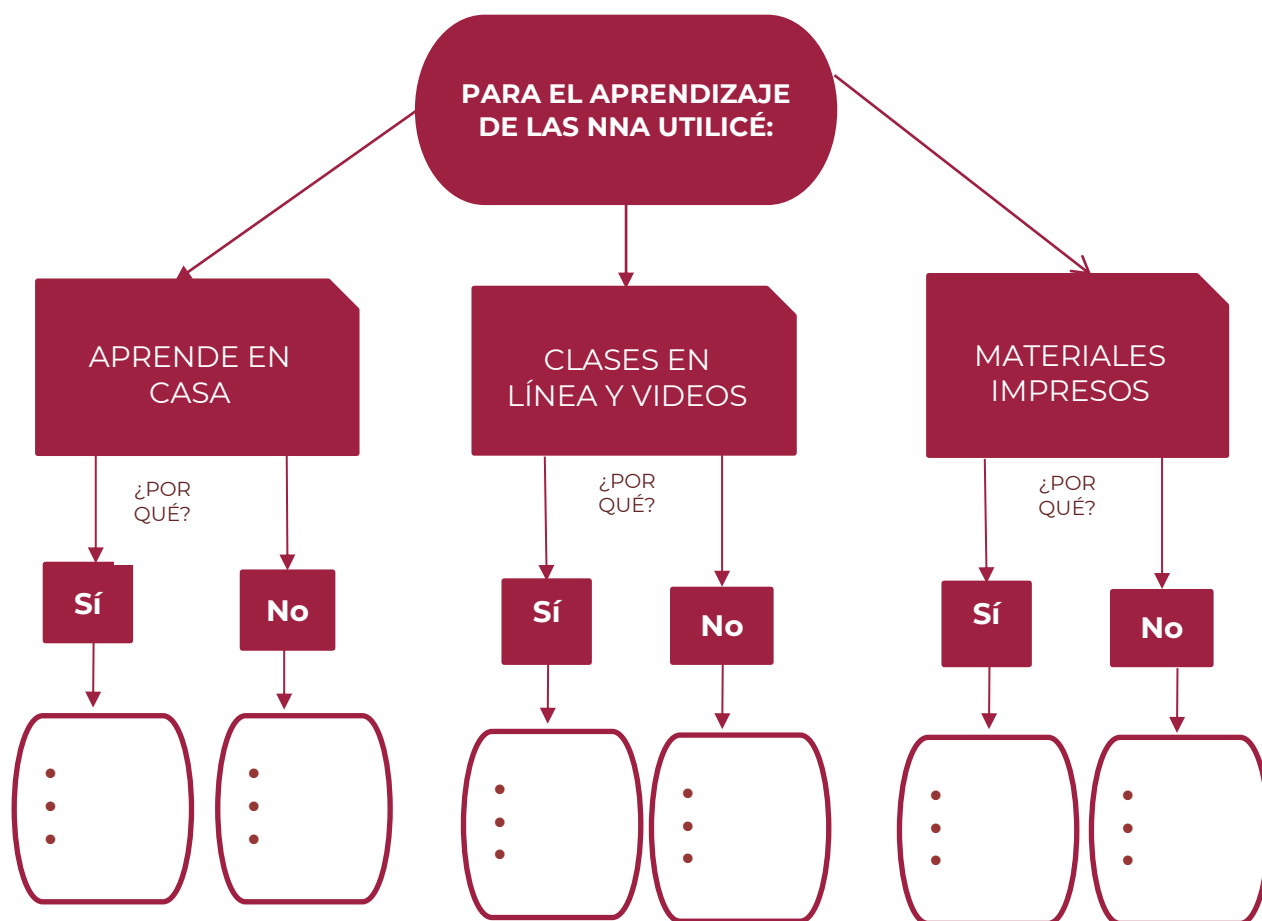 PARA EL APRENDIZAJE
DE LAS NNA UTILICÉ:
APRENDE EN
CASA
CLASES EN
LÍNEA Y VIDEOS
MATERIALES
IMPRESOS
¿POR
QUÉ?
¿POR
QUÉ?
¿POR
QUÉ?
Sí
No
Sí
No
Sí
No